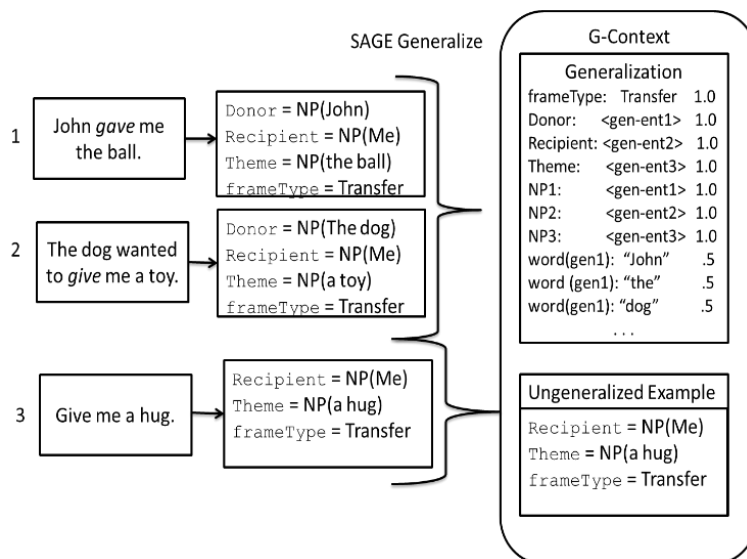 SAGE Generalize
1
John gave me
the ball.
Donor = NP(John)
Recipient = NP(Me)
Theme = NP(the ball)
frameType = Transfer
2
The dog wanted
to give me a toy.
Donor = NP(The dog)
Recipient = NP(Me)
Theme = NP(a toy)
frameType = Transfer
3
Give me a hug.
Recipient = NP(Me)
Theme = NP(a hug)
frameType = Transfer
G-Context
Generalization
frameType: Transfer 1.0
Donor: <gen-ent1> 1.0
Recipient: <gen-ent2> 1.0
Theme: <gen-ent3> 1.0
NP1: <gen-ent1> 1.0
NP2: <gen-ent2> 1.0
NP3: <gen-ent3> 1.0
word(gen1): “John” .5
word (gen1): “the” .5
word(gen1): “dog” .5
...
Ungeneralized Example
Recipient = NP(Me)
Theme = NP(a hug)
frameType = Transfer